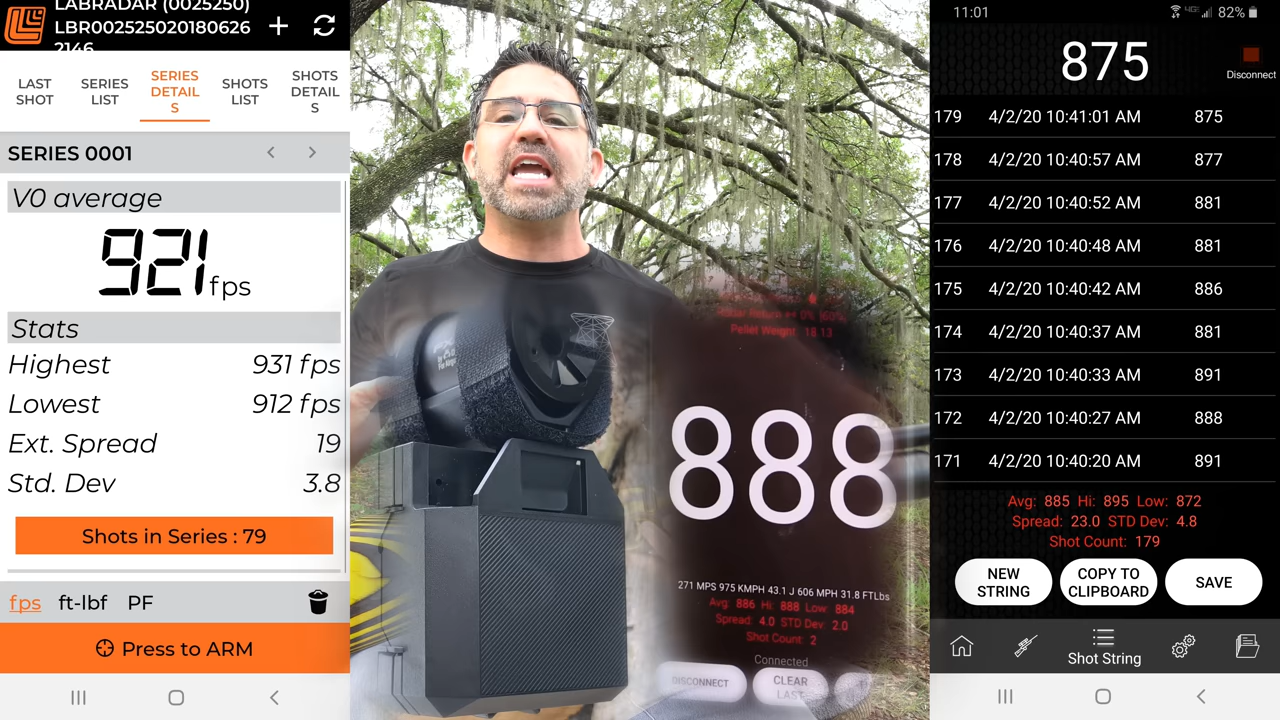 LABRADAR (0025250)
LBR002525020180626
2146
LAST SHOT
SERIES LIST
SERIES DETAIL S
SHOTS LIST
SHOTS DETAIL S
SERIES 0001
V0 average
921 fps
Stats
Highest 931 fps
Lowest 912 fps
Ext. Spread 19
Std. Dev 3.8
Shots in Series : 79
fps ft-lbf PF
Press to ARM
Pellet Weight: 18.13
888
271 MPS 975 KMPH 43.1 J 606 MPH 31.8 FTLbs
Avg: 886 Hi: 888 Low: 884
Spread: 4.0 STD Dev: 2.0
Shot Count: 2
Connected
DISCONNECT
CLEAR LAST
11:01 82%
875
Disconnect
179 4/2/20 10:41:01 AM 875
178 4/2/20 10:40:57 AM 877
177 4/2/20 10:40:52 AM 881
176 4/2/20 10:40:48 AM 881
175 4/2/20 10:40:42 AM 886
174 4/2/20 10:40:37 AM 881
173 4/2/20 10:40:33 AM 891
172 4/2/20 10:40:27 AM 888
171 4/2/20 10:40:20 AM 891
Avg: 885 Hi: 895 Low: 872
Spread: 23.0 STD Dev: 4.8
Shot Count: 179
NEW STRING
COPY TO CLIPBOARD
SAVE
Shot String